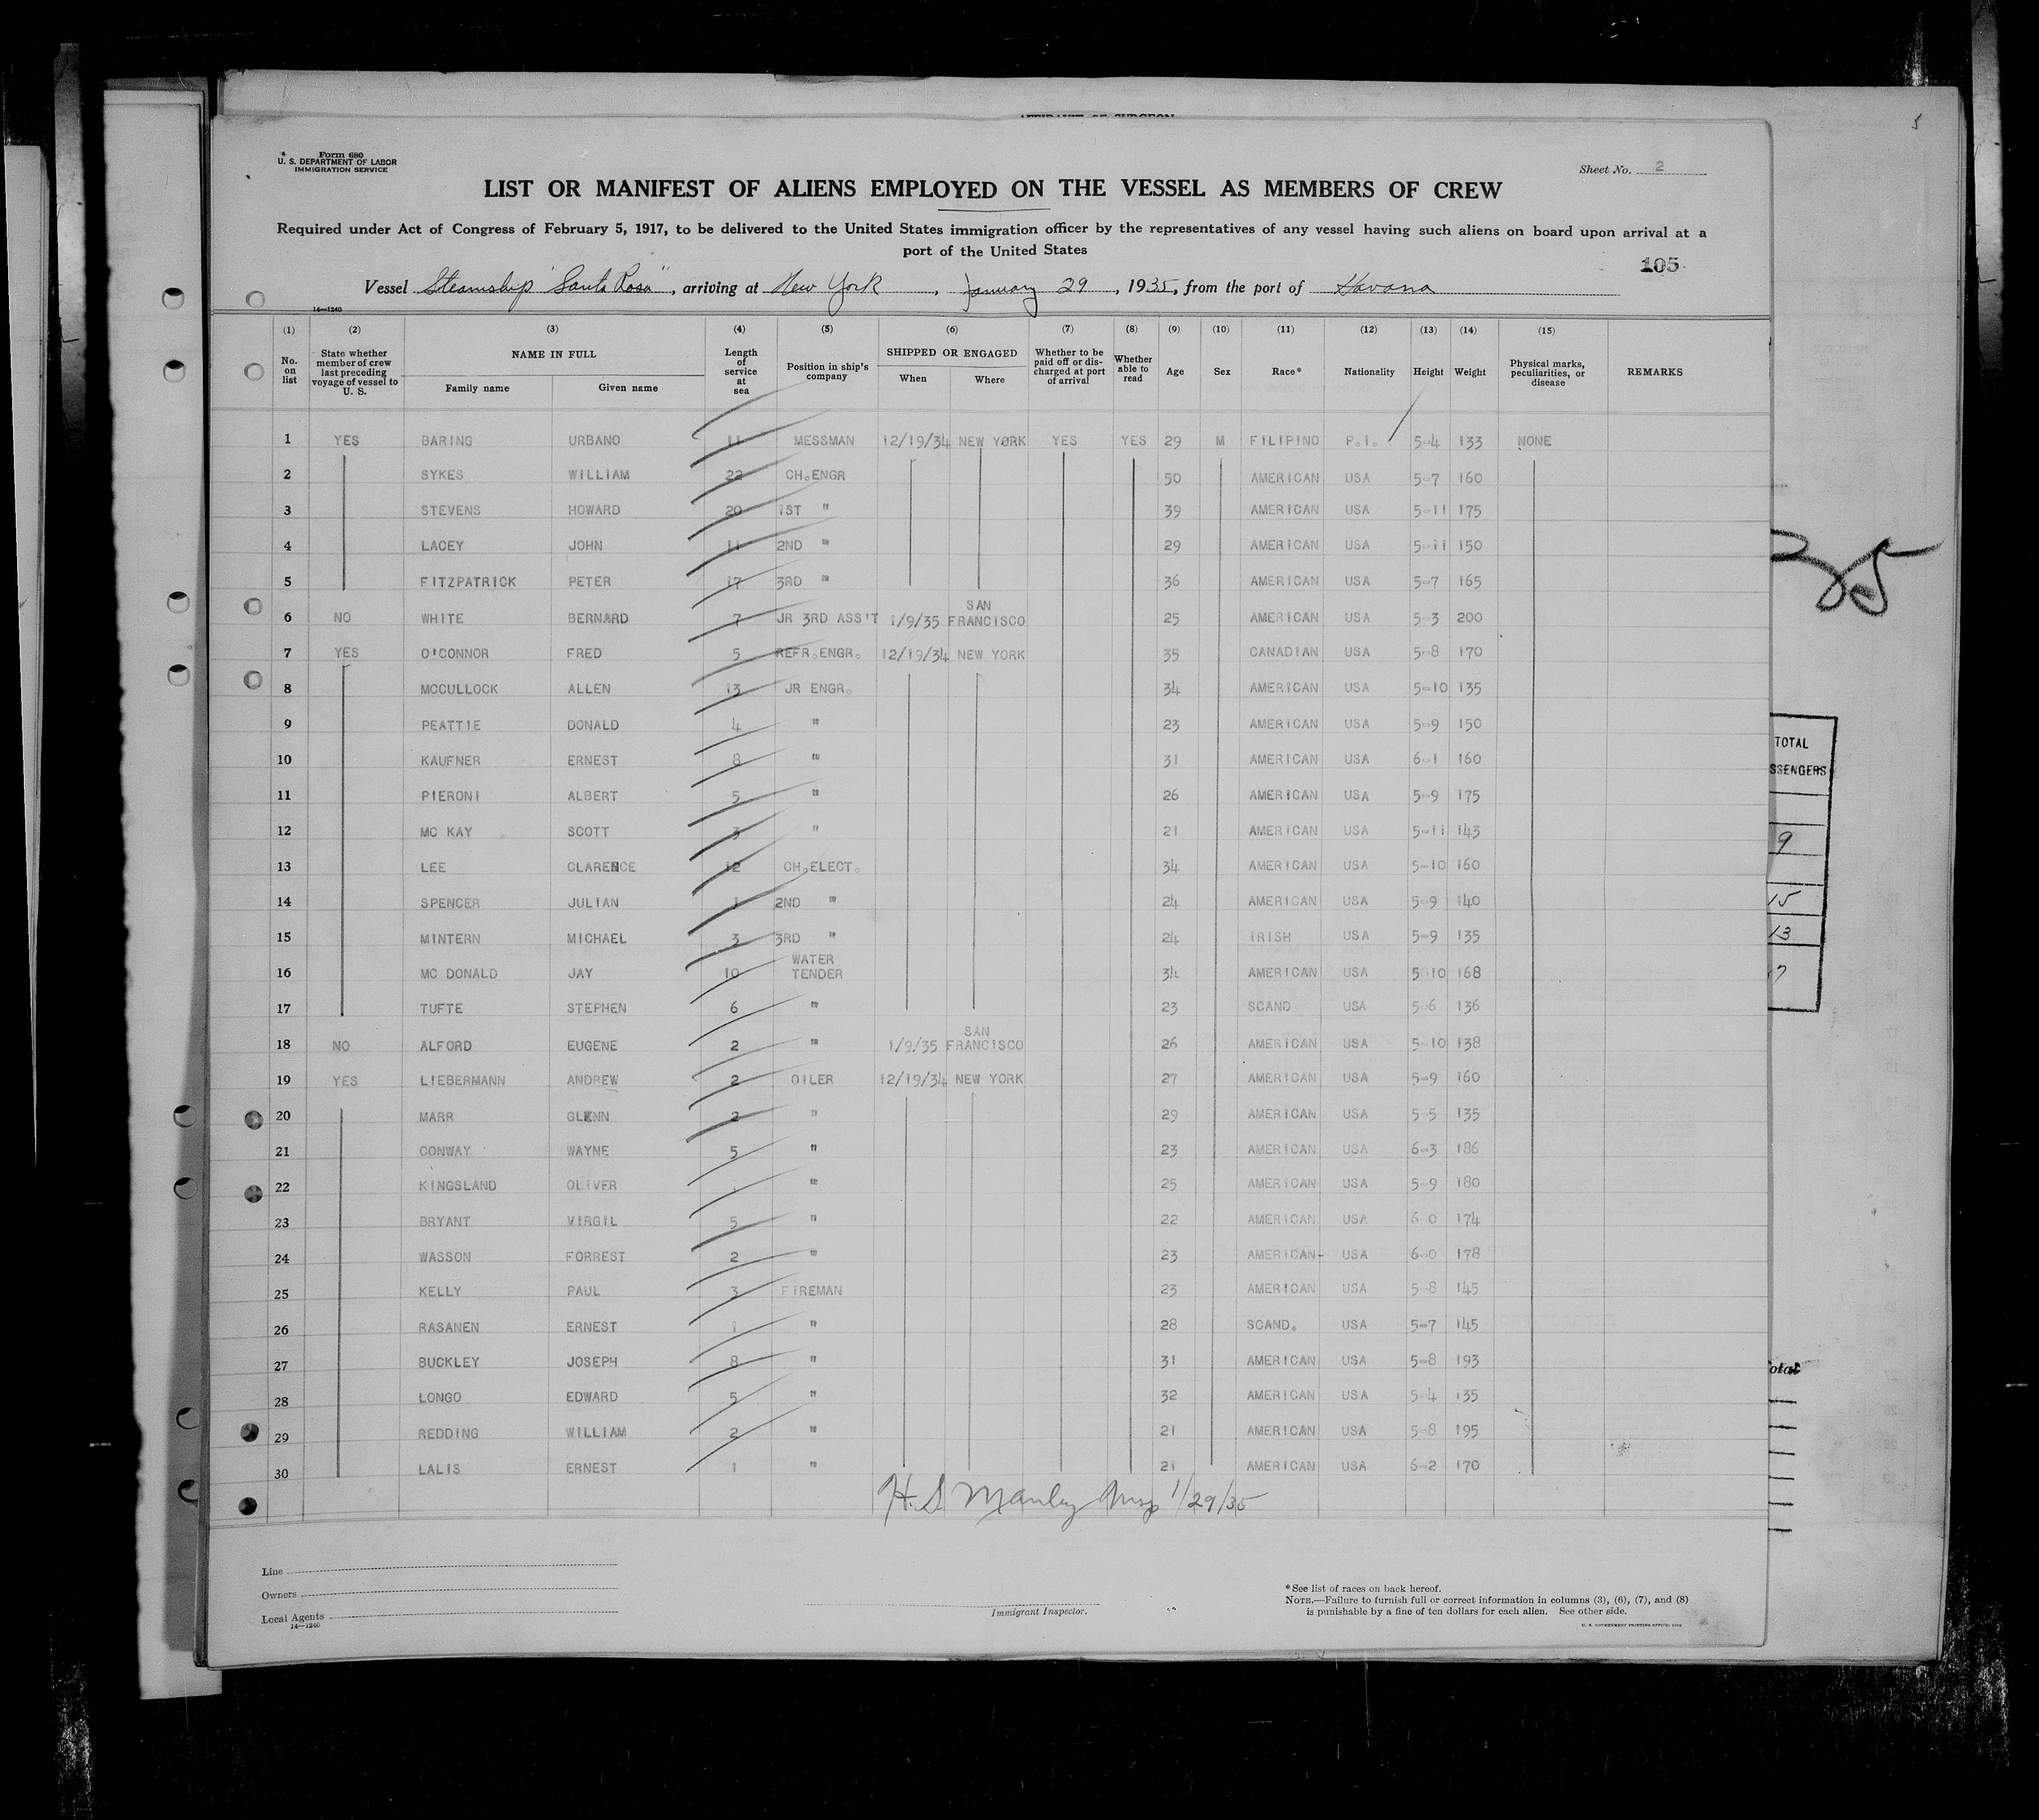 AFFIDAVIT OF SURGEON
Form 680
U. S. DEPARTMENT OF LABOR
IMMIGRATION SERVICE
Sheet No. 2
LIST OR MANIFEST OF ALIENS EMPLOYED ON THE VESSEL AS MEMBERS OF CREW
Required under Act of Congress of February 5, 1917, to be delivered to the United States immigration officer by the representatives of any vessel having such aliens on board upon arrival at a
port of the United States
105
Vessel Steamship "Santa Rosa", arriving at New York, January 29, 1935, from the port of Havana
14—1240
(1) (2) (3) (4) (5) (6) (7) (8) (9) (10) (11) (12) (13) (14) (15)
No. on list State whether member of crew last preceding voyage of vessel to U. S. NAME IN FULL Family name Given name Length of service at sea Position in ship's company SHIPPED OR ENGAGED When Where Whether to be paid off or discharged at port of arrival Whether able to read Age Sex Race* Nationality Height Weight Physical marks, peculiarities, or disease REMARKS
1 YES BARING URBANO 11 MESSMAN 12/19/34 NEW YORK YES YES 29 M FILIPINO P.I. 5-4 133 NONE
2 SYKES WILLIAM 22 CH.ENGR 50 AMERICAN USA 5-7 160
3 STEVENS HOWARD 20 1ST " 39 AMERICAN USA 5-11 175
4 LACEY JOHN 11 2ND " 29 AMERICAN USA 5-11 150
5 FITZPATRICK PETER 17 3RD " 36 AMERICAN USA 5-7 165
6 NO WHITE BERNARD 7 JR 3RD ASS'T 1/9/35 SAN FRANCISCO 25 AMERICAN USA 5-3 200
7 YES O'CONNOR FRED 5 REFR.ENGR. 12/19/34 NEW YORK 35 CANADIAN USA 5-8 170
8 MCCULLOCK ALLEN 13 JR ENGR. 34 AMERICAN USA 5-10 135
9 PEATTIE DONALD 4 " 23 AMERICAN USA 5-9 150
10 KAUFNER ERNEST 8 " 31 AMERICAN USA 6-1 160
11 PIERONI ALBERT 5 " 26 AMERICAN USA 5-9 175
12 MC KAY SCOTT 3 " 21 AMERICAN USA 5-11 143
13 LEE CLARENCE 12 CH.ELECT. 34 AMERICAN USA 5-10 160
14 SPENCER JULIAN 1 2ND " 24 AMERICAN USA 5-9 140
15 MINTERN MICHAEL 3 3RD " 24 IRISH USA 5-9 135
16 MC DONALD JAY 10 WATER TENDER 34 AMERICAN USA 5-10 168
17 TUFTE STEPHEN 6 " 23 SCAND USA 5-6 136
18 NO ALFORD EUGENE 2 " 1/9/35 SAN FRANCISCO 26 AMERICAN USA 5-10 138
19 YES LIEBERMANN ANDREW 2 OILER 12/19/34 NEW YORK 27 AMERICAN USA 5-9 160
20 MARR GLENN 2 " 29 AMERICAN USA 5-5 135
21 CONWAY WAYNE 5 " 23 AMERICAN USA 6-3 186
22 KINGSLAND OLIVER " 25 AMERICAN USA 5-9 180
23 BRYANT VIRGIL 5 " 22 AMERICAN USA 6-0 174
24 WASSON FORREST 2 " 23 AMERICAN- USA 6-0 178
25 KELLY PAUL 3 FIREMAN 23 AMERICAN USA 5-8 145
26 RASANEN ERNEST 1 " 28 SCAND. USA 5-7 145
27 BUCKLEY JOSEPH 8 " 31 AMERICAN USA 5-8 193
28 LONGO EDWARD 5 " 32 AMERICAN USA 5-4 135
29 REDDING WILLIAM 2 " 21 AMERICAN USA 5-8 195
30 LALIS ERNEST 1 " 21 AMERICAN USA 6-2 170
H. S. Manley Insp 1/29/35
Line
Owners
Local Agents
14—1240
Immigrant Inspector.
*See list of races on back hereof.
NOTE.—Failure to furnish full or correct information in columns (3), (6), (7), and (8)
is punishable by a fine of ten dollars for each alien. See other side.
TOTAL
9
15
13